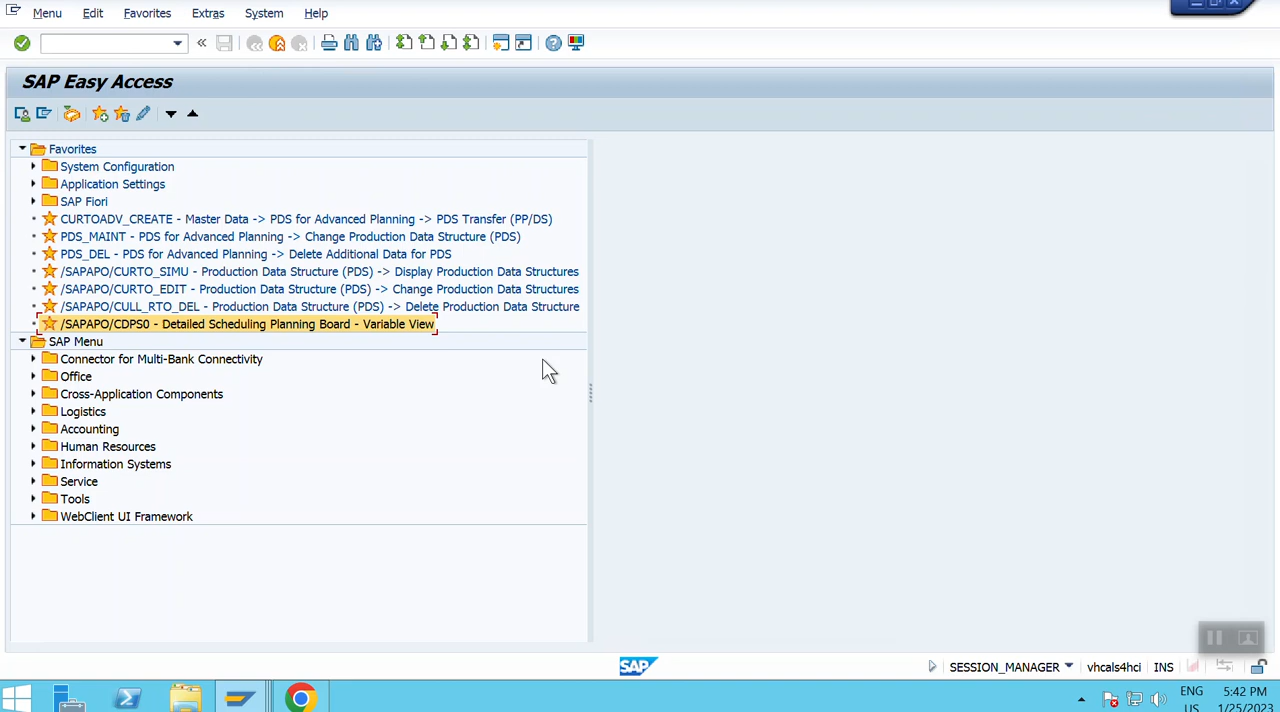 Menu Edit Favorites Extras System Help
SAP Easy Access
Favorites
System Configuration
Application Settings
SAP Fiori
CURTOADV_CREATE - Master Data -> PDS for Advanced Planning -> PDS Transfer (PP/DS)
PDS_MAINT - PDS for Advanced Planning -> Change Production Data Structure (PDS)
PDS_DEL - PDS for Advanced Planning -> Delete Additional Data for PDS
/SAPAPO/CURTO_SIMU - Production Data Structure (PDS) -> Display Production Data Structures
/SAPAPO/CURTO_EDIT - Production Data Structure (PDS) -> Change Production Data Structures
/SAPAPO/CULL_RTO_DEL - Production Data Structure (PDS) -> Delete Production Data Structure
/SAPAPO/CDPS0 - Detailed Scheduling Planning Board - Variable View
SAP Menu
Connector for Multi-Bank Connectivity
Office
Cross-Application Components
Logistics
Accounting
Human Resources
Information Systems
Service
Tools
WebClient UI Framework
SAP SESSION_MANAGER vhcals4hci INS
ENG 5:42 PM
US 1/25/2023